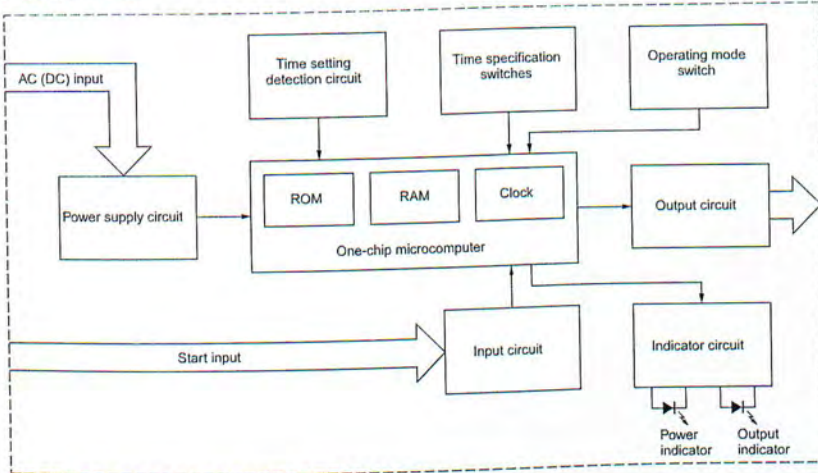 Time setting
detection circuit
Time specification
switches
Operating mode
switch
AC (DC) input
Power supply circuit
ROM
RAM
Clock
One-chip microcomputer
Output circuit
Start input
Input circuit
Indicator circuit
Power
indicator
Output
indicator